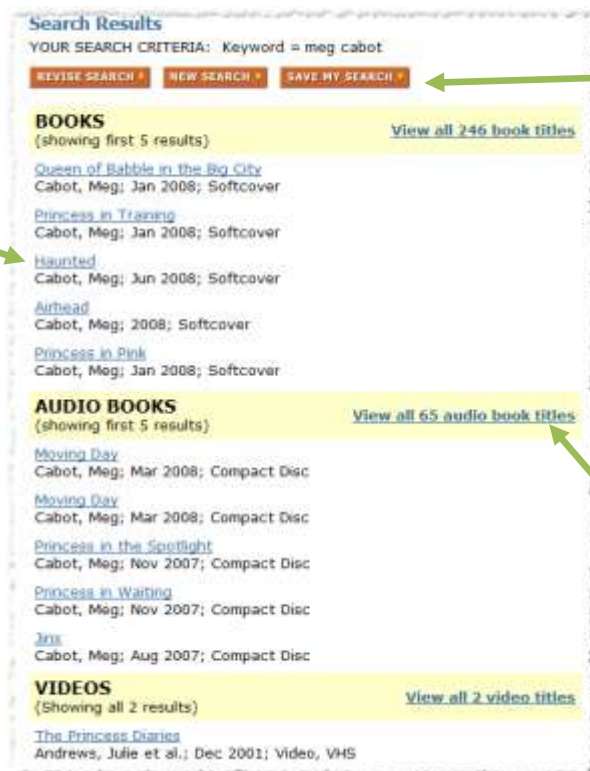 Search Results
YOUR SEARCH CRITERIA: Keyword = meg cabot
REVISE SEARCH NEW SEARCH SAVE MY SEARCH
BOOKS
(showing first 5 results) View all 246 book titles
Queen of Babble in the Big City
Cabot, Meg; Jan 2008; Softcover
Princess in Training
Cabot, Meg; Jan 2008; Softcover
Haunted
Cabot, Meg; Jun 2008; Softcover
Airhead
Cabot, Meg; 2008; Softcover
Princess in Pink
Cabot, Meg; Jan 2008; Softcover
AUDIO BOOKS
(showing first 5 results) View all 65 audio book titles
Moving Day
Cabot, Meg; Mar 2008; Compact Disc
Moving Day
Cabot, Meg; Mar 2008; Compact Disc
Princess in the Spotlight
Cabot, Meg; Nov 2007; Compact Disc
Princess in Waiting
Cabot, Meg; Nov 2007; Compact Disc
Jinx
Cabot, Meg; Aug 2007; Compact Disc
VIDEOS
(Showing all 2 results) View all 2 video titles
The Princess Diaries
Andrews, Julie et al.; Dec 2001; Video, VHS